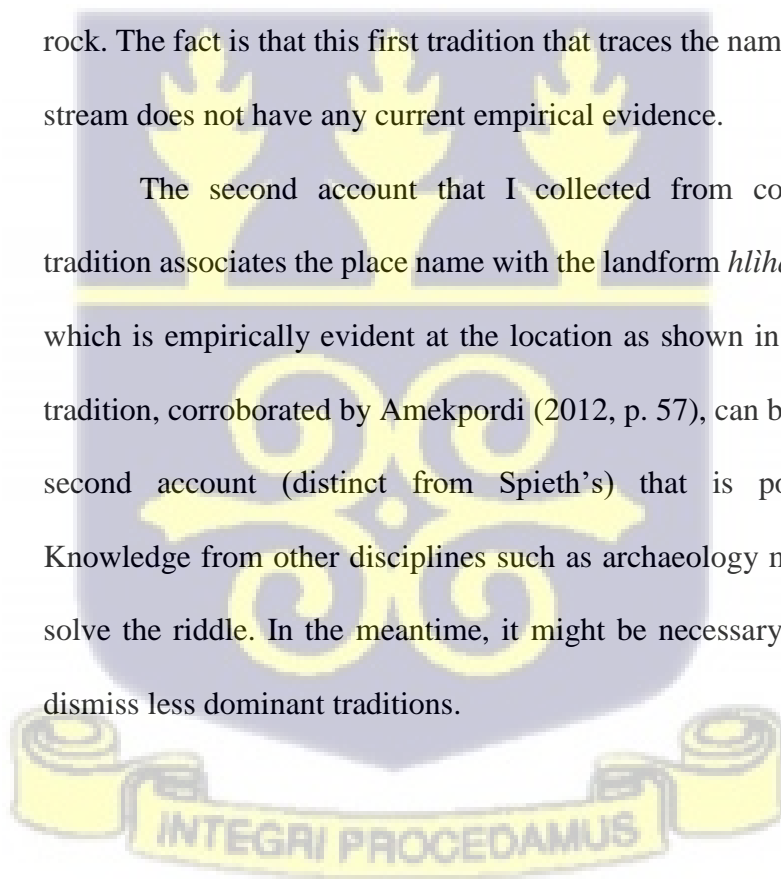 rock. The fact is that this first tradition that traces the nam
stream does not have any current empirical evidence.
The second account that I collected from co
tradition associates the place name with the landform hliha
which is empirically evident at the location as shown in
tradition, corroborated by Amekpordi (2012, p. 57), can b
second account (distinct from Spieth’s) that is po
Knowledge from other disciplines such as archaeology m
solve the riddle. In the meantime, it might be necessary
dismiss less dominant traditions.
INTEGRI PROCEDAMUS